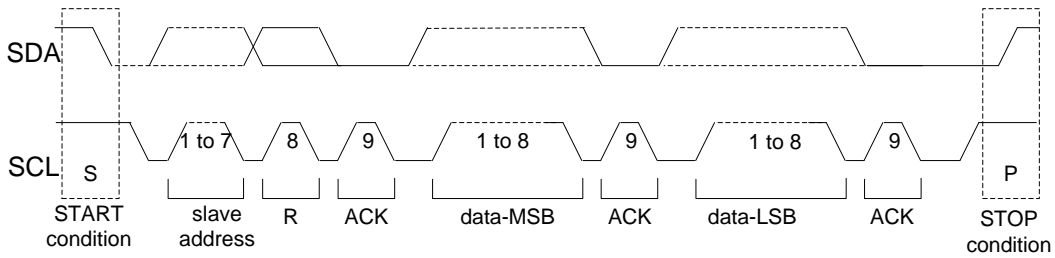 SDA
1 to 7 8 9 1 to 8 9 1 to 8 9
SCL
S P
START condition
slave address
R
ACK
data-MSB
ACK
data-LSB
ACK
STOP condition